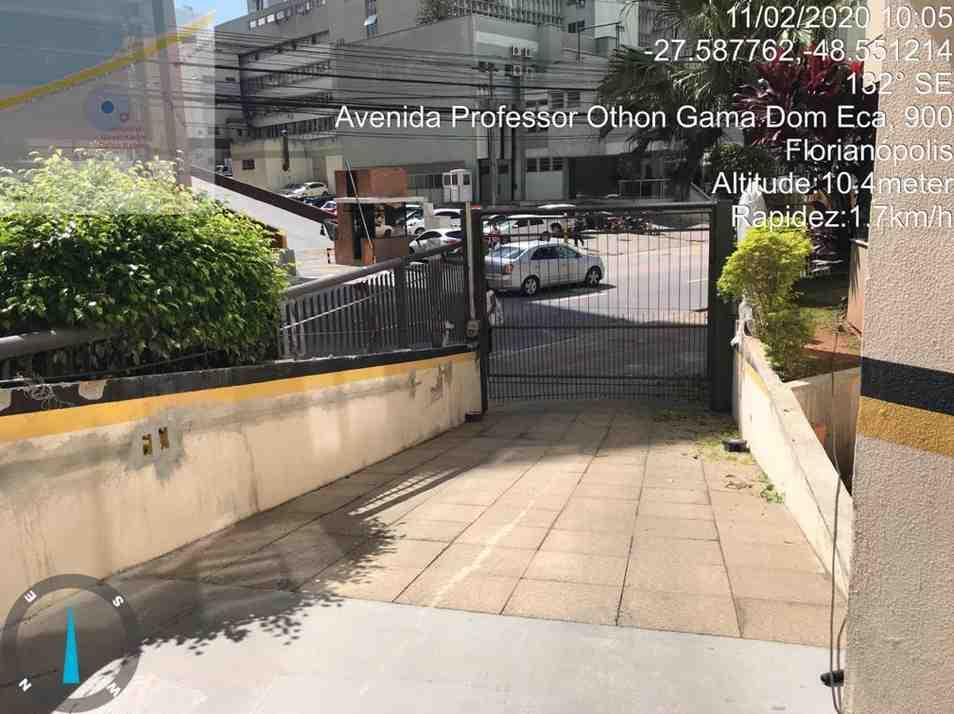 11/02/2020 10:05
-27.587762,-48.551214
132° SE
Avenida Professor Othon Gama Dom Eca 900
Florianópolis
Altitude:10.4meter
Rapidez:1.7km/h
E
S
N
W